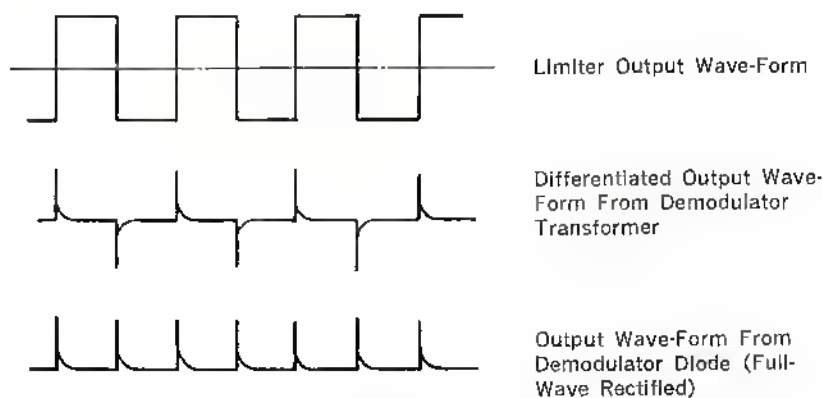 Limiter Output Wave-Form
Differentiated Output Wave-
Form From Demodulator
Transformer
Output Wave-Form From
Demodulator Diode (Full-
Wave Rectified)